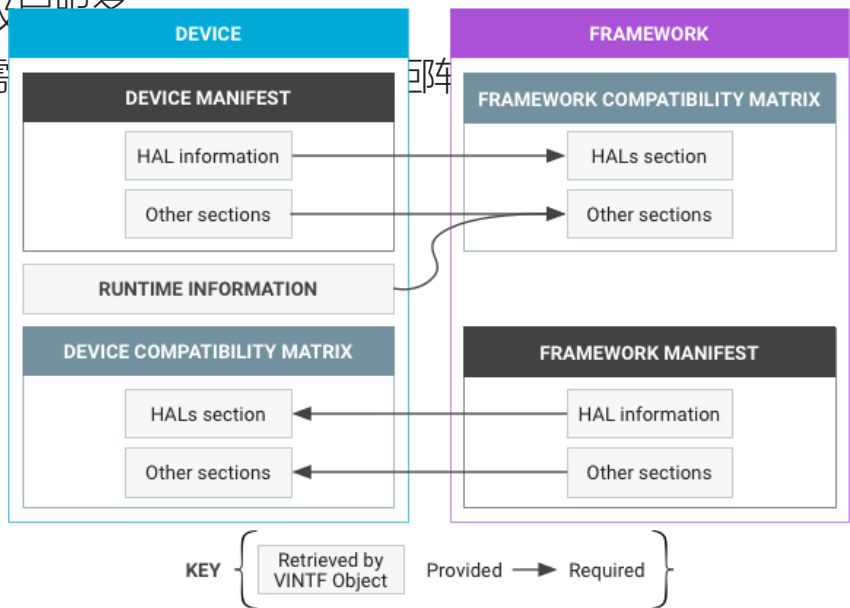 DEVICE
FRAMEWORK
DEVICE MANIFEST
HAL information
Other sections
RUNTIME INFORMATION
DEVICE COMPATIBILITY MATRIX
HALs section
Other sections
FRAMEWORK COMPATIBILITY MATRIX
HALs section
Other sections
FRAMEWORK MANIFEST
HAL information
Other sections
KEY
Retrieved by
VINTF Object
Provided
Required